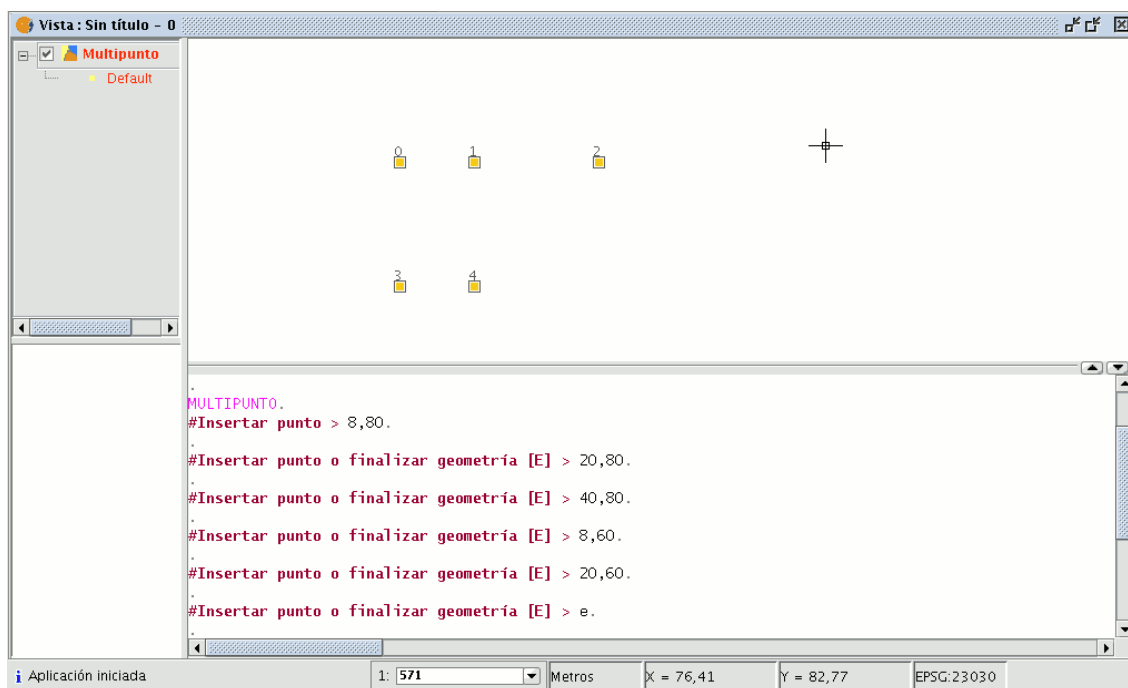 Vista : Sin título - 0
Multipunto
Default
0 1 2
3 4
.
MULTIPUNTO.
#Insertar punto > 8,80.
.
#Insertar punto o finalizar geometría [E] > 20,80.
.
#Insertar punto o finalizar geometría [E] > 40,80.
.
#Insertar punto o finalizar geometría [E] > 8,60.
.
#Insertar punto o finalizar geometría [E] > 20,60.
.
#Insertar punto o finalizar geometría [E] > e.
.
Aplicación iniciada 1: 571 Metros X = 76,41 Y = 82,77 EPSG:23030